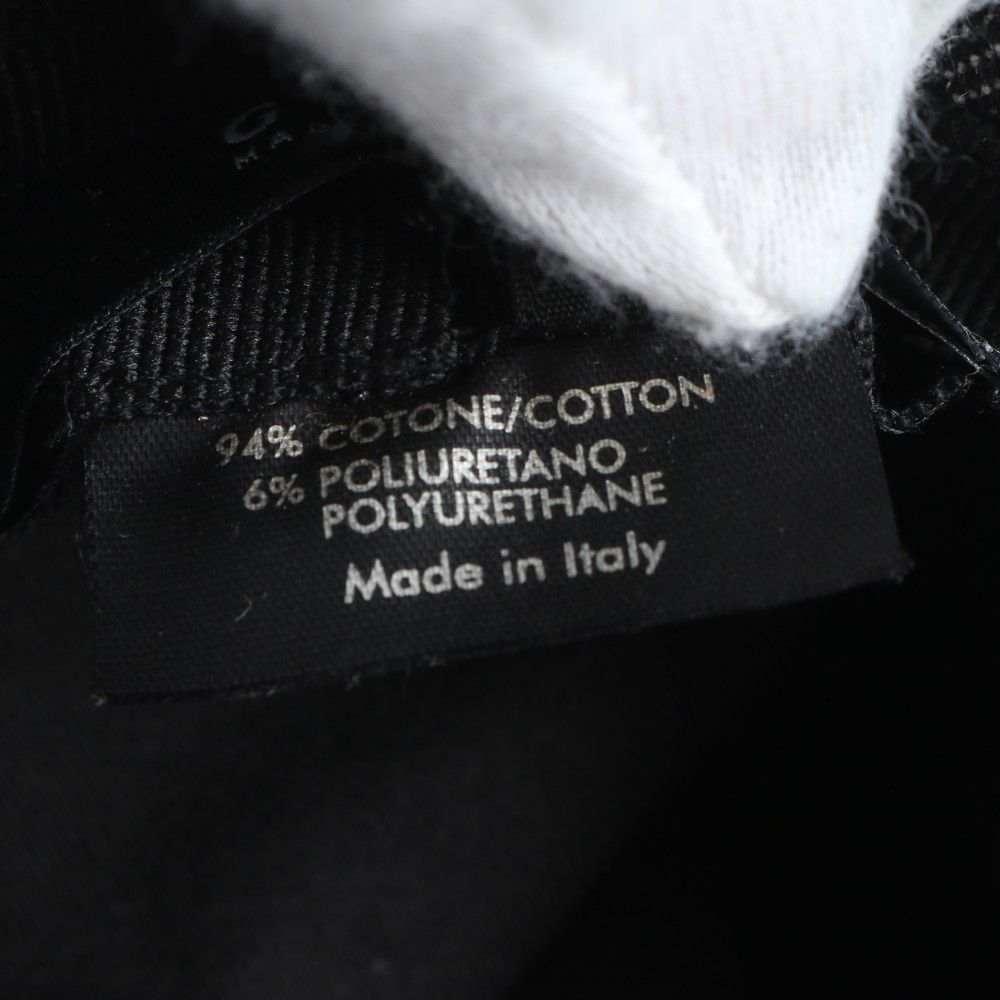 94% COTONE/COTTON
6% POLIURETANO
POLYURETHANE
Made in Italy